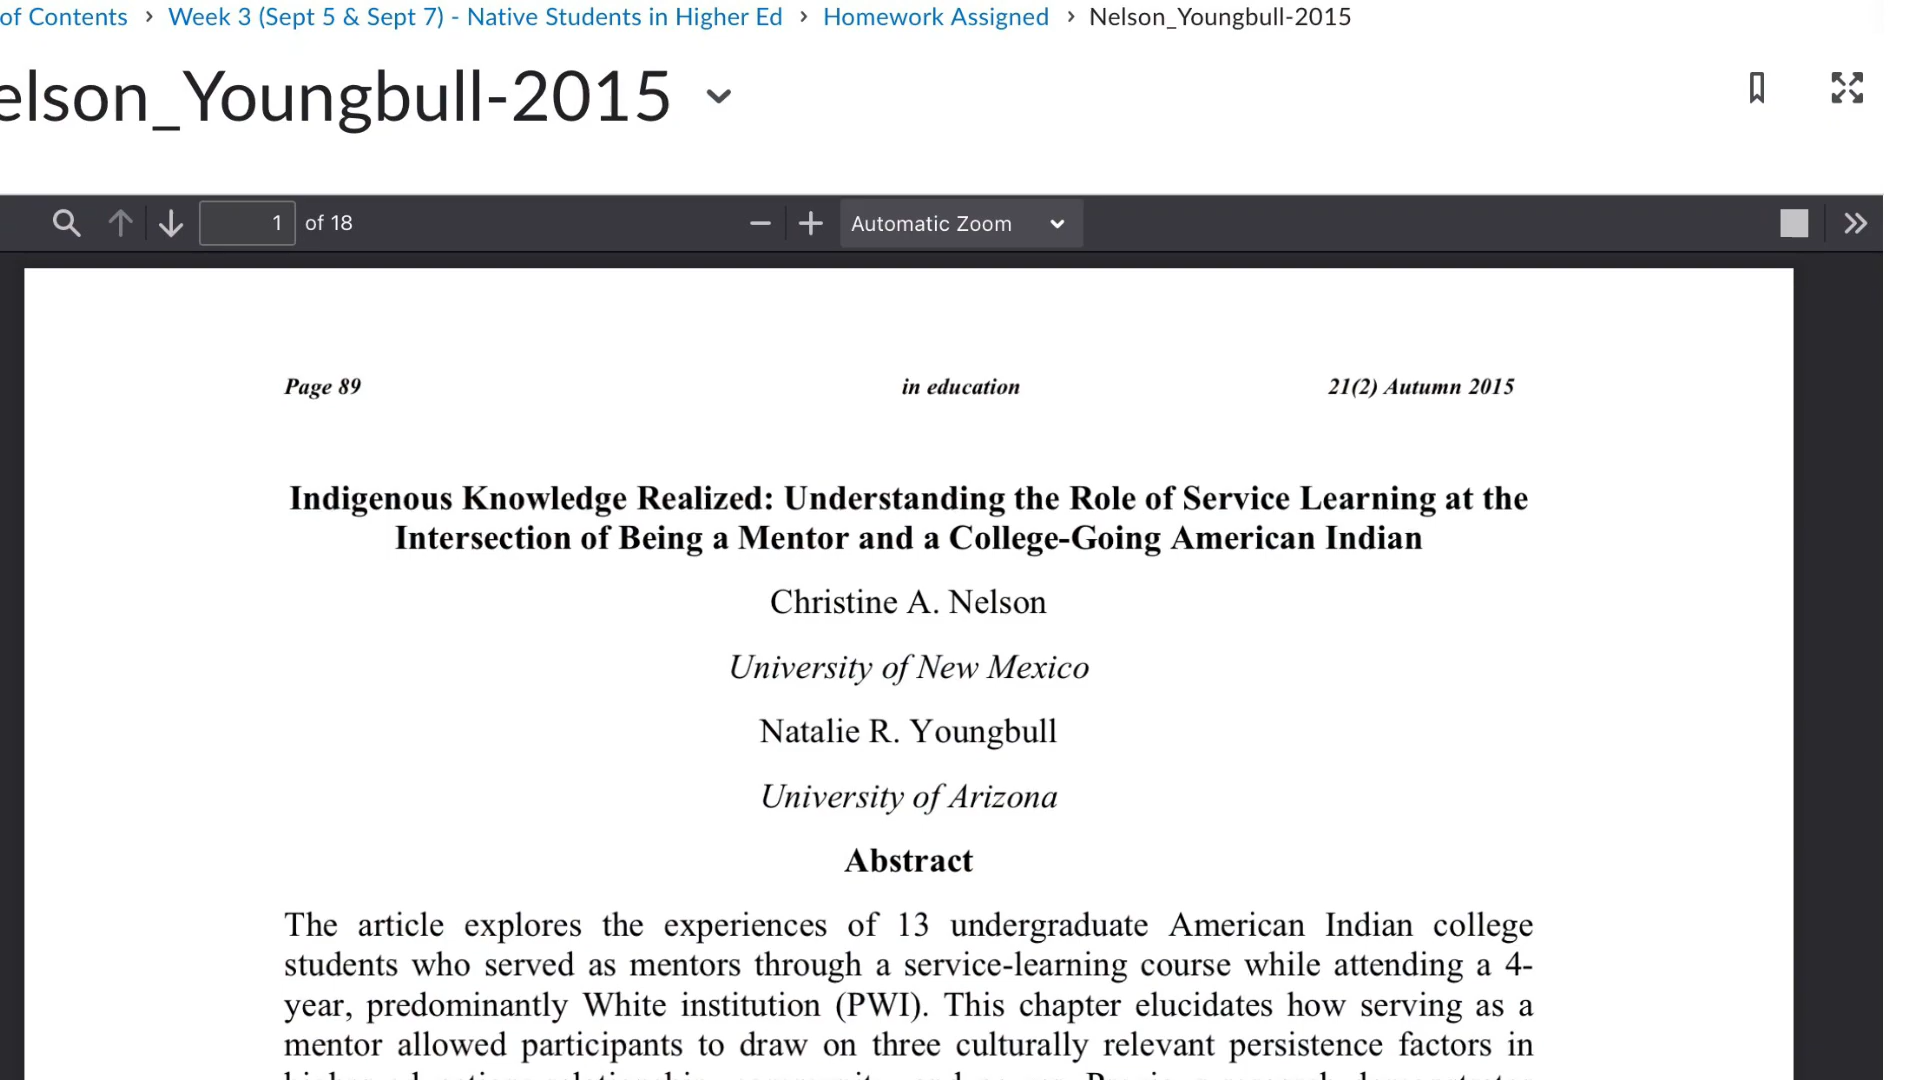 of Contents › Week 3 (Sept 5 & Sept 7) - Native Students in Higher Ed › Homework Assigned › Nelson_Youngbull-2015
elson_Youngbull-2015
1 of 18 Automatic Zoom
Page 89 in education 21(2) Autumn 2015
Indigenous Knowledge Realized: Understanding the Role of Service Learning at the
Intersection of Being a Mentor and a College-Going American Indian
Christine A. Nelson
University of New Mexico
Natalie R. Youngbull
University of Arizona
Abstract
The article explores the experiences of 13 undergraduate American Indian college
students who served as mentors through a service-learning course while attending a 4-
year, predominantly White institution (PWI). This chapter elucidates how serving as a
mentor allowed participants to draw on three culturally relevant persistence factors in